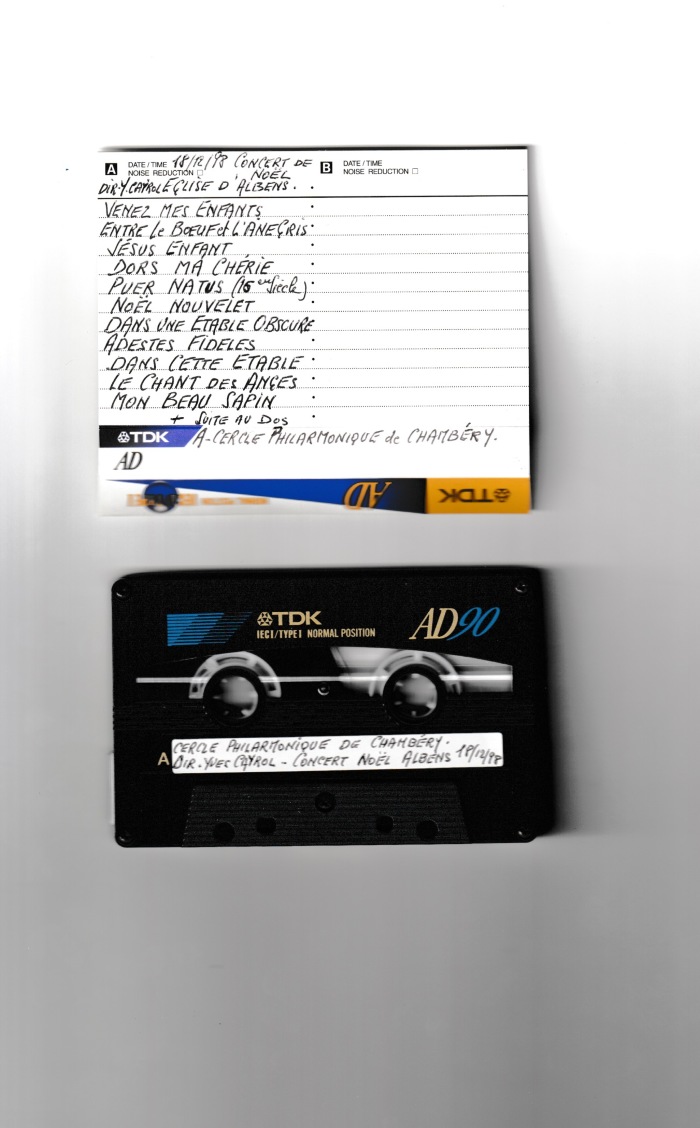 A DATE / TIME 18/12/98 CONCERT DE B DATE / TIME
NOISE REDUCTION NOËL NOISE REDUCTION
DIR.Y.CAYROL EGLISE D'ALBENS.
VENEZ MES ENFANTS
ENTRE Le BŒUF et L'ANEGRIS
JÉSUS ENFANT
DORS MA CHÉRIE
PUER NATUS (16ème Siècle)
NOËL NOUVELET
DANS UNE ETABLE OBSCURE
ADESTES FIDELES
DANS CETTE ETABLE
LE CHANT DES ANGES
MON BEAU SAPIN
+ SUITE AU DOS
TDK A-CERCLE PHILARMONIQUE de CHAMBÉRY.
AD
AD TDK
TDK
IECI/TYPE I NORMAL POSITION
AD90
A CERCLE PHILARMONIQUE DE CHAMBÉRY.
DIR.YVES CAYROL - CONCERT NOËL ALBENS 18/12/98